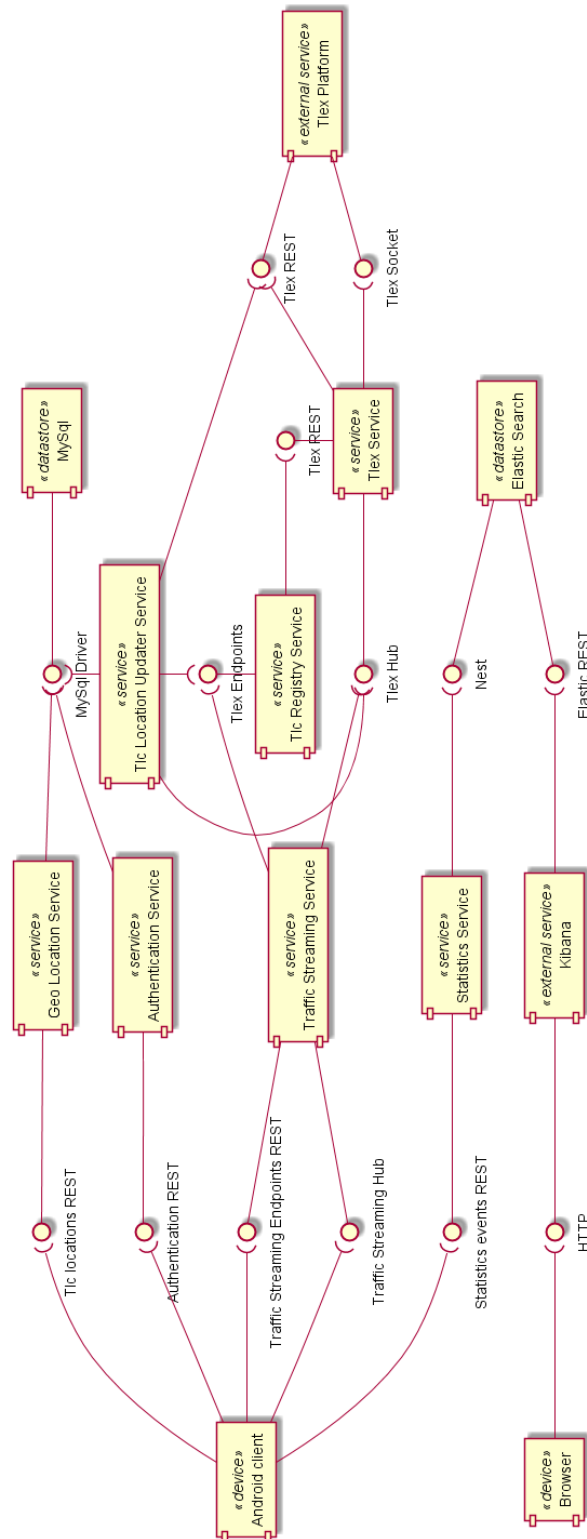 «device»
Android client
«device»
Browser
Tlc locations REST
Authentication REST
Traffic Streaming Endpoints REST
Traffic Streaming Hub
Statistics events REST
HTTP
«service»
Geo Location Service
«service»
Authentication Service
«service»
Traffic Streaming Service
«service»
Statistics Service
«external service»
Kibana
MySql Driver
«service»
Tlc Location Updater Service
Tlex Endpoints
«service»
Tlc Registry Service
Tlex Hub
Nest
Elastic REST
«datastore»
MySql
Tlex REST
«service»
Tlex Service
«datastore»
Elastic Search
Tlex REST
Tlex Socket
«external service»
Tlex Platform